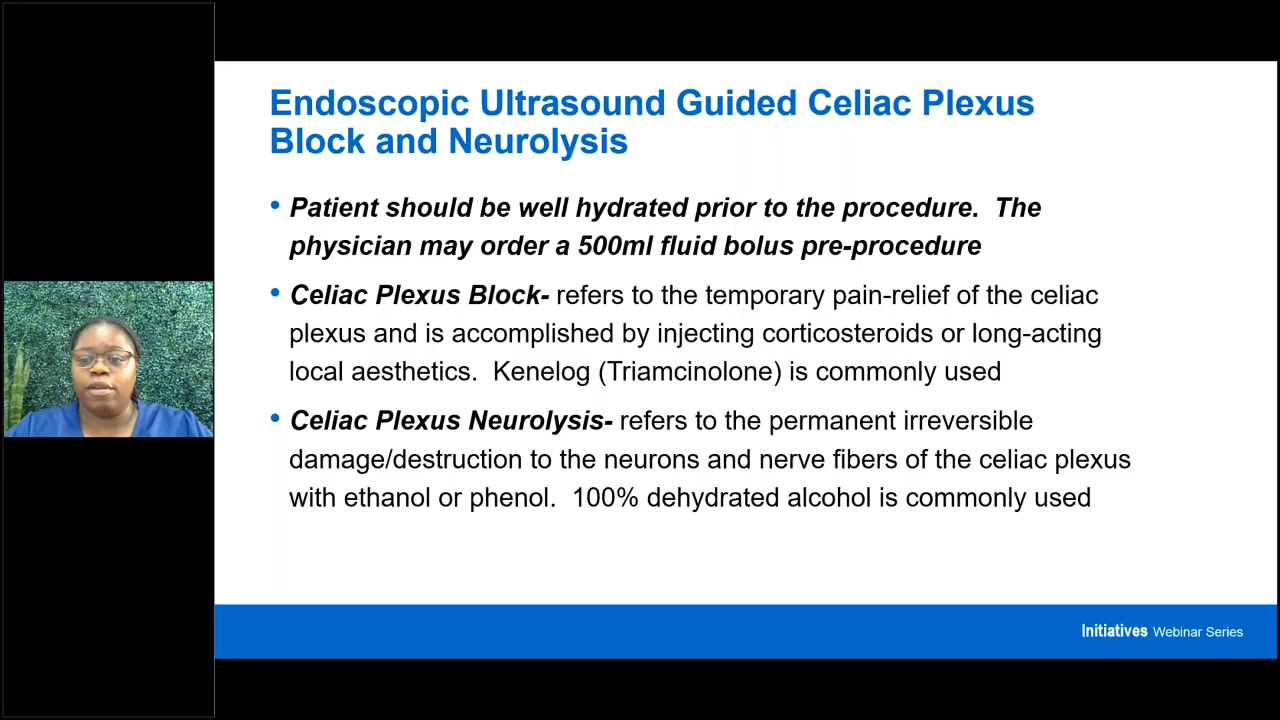 Endoscopic Ultrasound Guided Celiac Plexus
Block and Neurolysis
• Patient should be well hydrated prior to the procedure.  The
physician may order a 500ml fluid bolus pre-procedure
• Celiac Plexus Block- refers to the temporary pain-relief of the celiac
plexus and is accomplished by injecting corticosteroids or long-acting
local aesthetics.  Kenelog (Triamcinolone) is commonly used
• Celiac Plexus Neurolysis- refers to the permanent irreversible
damage/destruction to the neurons and nerve fibers of the celiac plexus
with ethanol or phenol.  100% dehydrated alcohol is commonly used
Initiatives Webinar Series